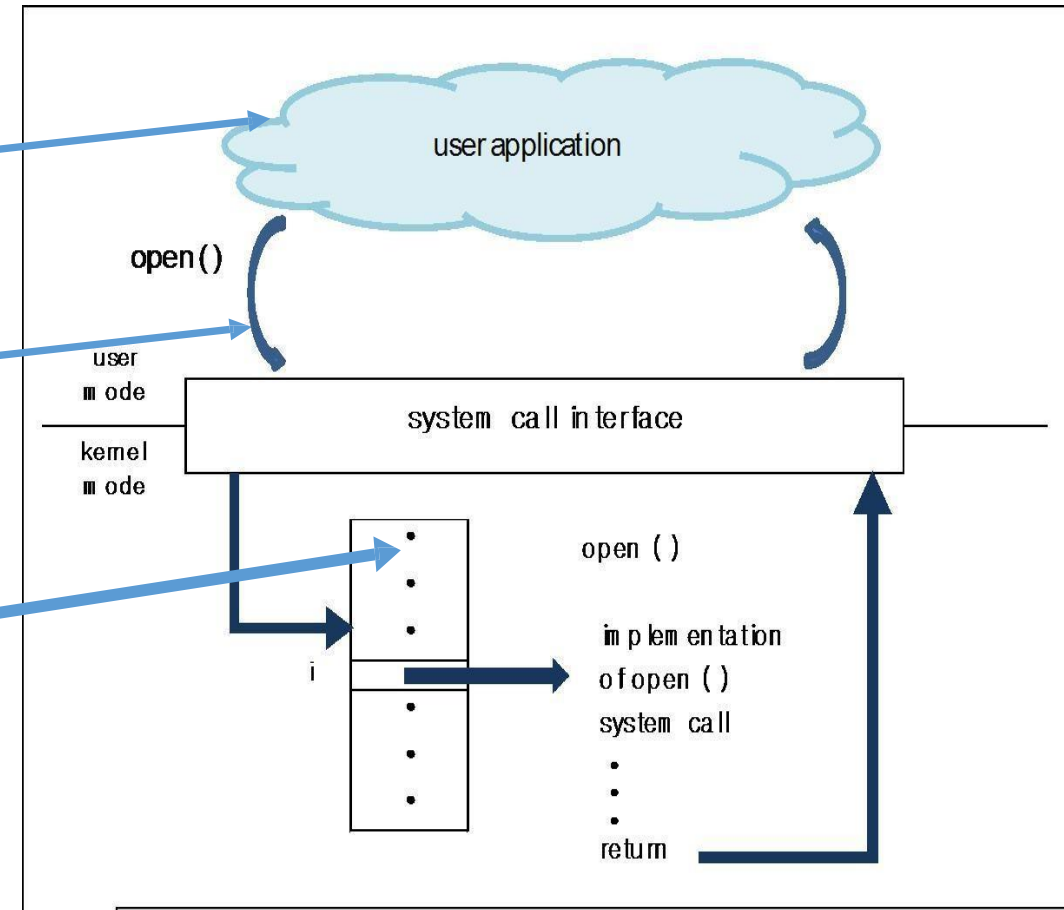 user application
open()
user
mode
system call interface
kernel
mode
open ()
i
implementation
of open ()
system call
return